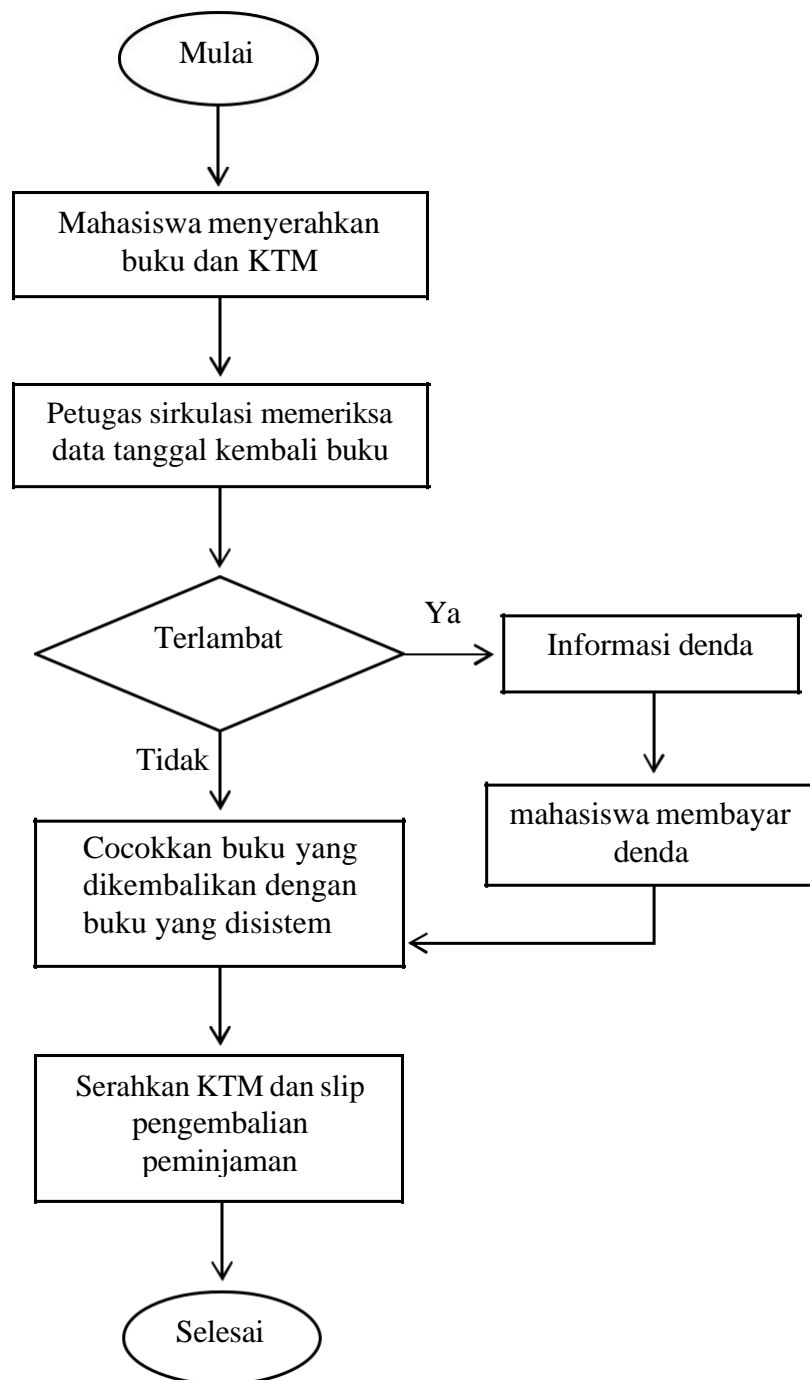 Mulai
Mahasiswa menyerahkan
buku dan KTM
Petugas sirkulasi memeriksa
data tanggal kembali buku
Terlambat
Ya
Informasi denda
Tidak
mahasiswa membayar
denda
Cocokkan buku yang
dikembalikan dengan
buku yang disistem
Serahkan KTM dan slip
pengembalian
peminjaman
Selesai